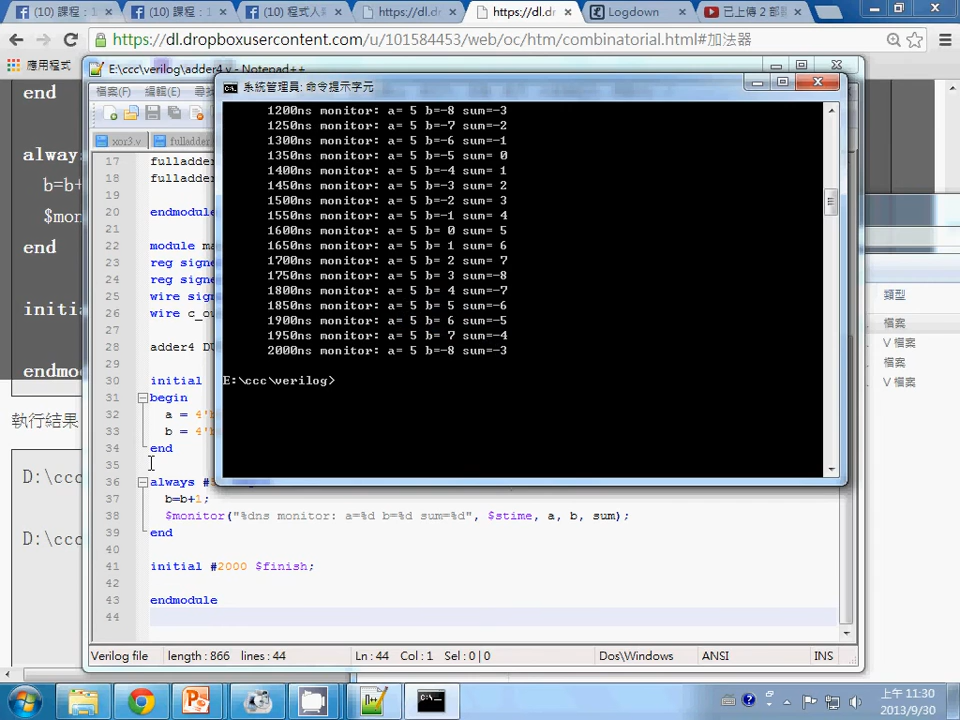 (10) 課程：1
(10) 課程：1
(10) 程式人雜
https://dl.dr
https://dl.dr
Logdown
已上傳 2 部影
https://dl.dropboxusercontent.com/u/101584453/web/oc/htm/combinatorial.html#加法器
應用程式
E:\ccc\verilog\adder4.v - Notepad++
系統管理員: 命令提示字元
檔案(F) 編輯(E)
xor3.v fulladder
end
always
b=b+
$mon
end
initia
endmod
執行結果
D:\ccc
D:\ccc
1200ns monitor: a= 5 b=-8 sum=-3
1250ns monitor: a= 5 b=-7 sum=-2
1300ns monitor: a= 5 b=-6 sum=-1
1350ns monitor: a= 5 b=-5 sum= 0
1400ns monitor: a= 5 b=-4 sum= 1
1450ns monitor: a= 5 b=-3 sum= 2
1500ns monitor: a= 5 b=-2 sum= 3
1550ns monitor: a= 5 b=-1 sum= 4
1600ns monitor: a= 5 b= 0 sum= 5
1650ns monitor: a= 5 b= 1 sum= 6
1700ns monitor: a= 5 b= 2 sum= 7
1750ns monitor: a= 5 b= 3 sum=-8
1800ns monitor: a= 5 b= 4 sum=-7
1850ns monitor: a= 5 b= 5 sum=-6
1900ns monitor: a= 5 b= 6 sum=-5
1950ns monitor: a= 5 b= 7 sum=-4
2000ns monitor: a= 5 b=-8 sum=-3
E:\ccc\verilog>
17 fulladder
18 fulladder
19
20 endmodule
21
22 module ma
23 reg signe
24 reg signe
25 wire sign
26 wire c_ou
27
28 adder4 DU
29
30 initial
31 begin
32 a = 4'b
33 b = 4'b
34 end
35
36 always #
37 b=b+1;
38 $monitor("%dns monitor: a=%d b=%d sum=%d", $stime, a, b, sum);
39 end
40
41 initial #2000 $finish;
42
43 endmodule
44
類型
檔案
V 檔案
檔案
V 檔案
Verilog file length : 866 lines : 44 Ln : 44 Col : 1 Sel : 0 | 0 Dos\Windows ANSI INS
上午 11:30
2013/9/30